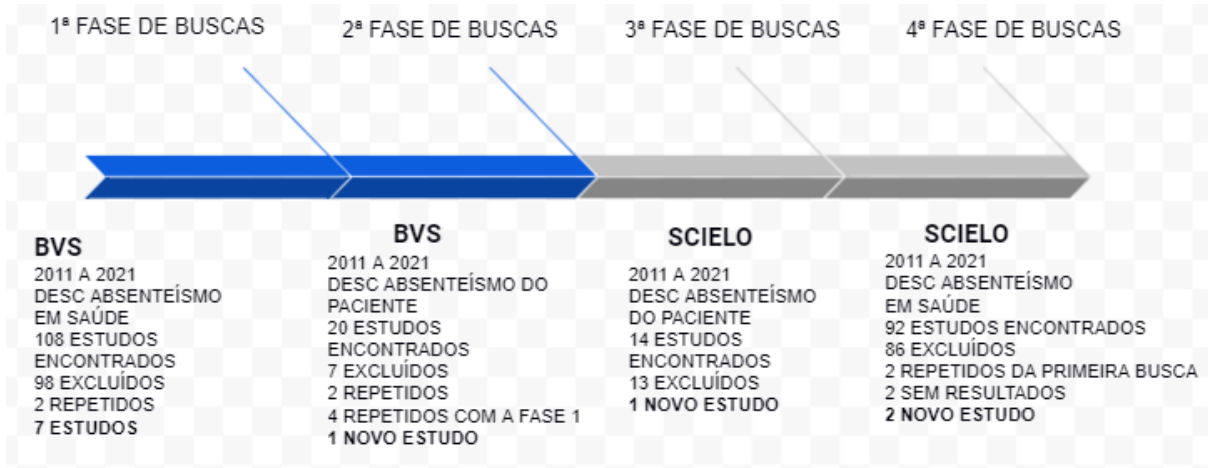 1ª FASE DE BUSCAS
2ª FASE DE BUSCAS
3ª FASE DE BUSCAS
4ª FASE DE BUSCAS
BVS
2011 A 2021
DESC ABSENTEÍSMO
EM SAÚDE
108 ESTUDOS
ENCONTRADOS
98 EXCLUÍDOS
2 REPETIDOS
7 ESTUDOS
BVS
2011 A 2021
DESC ABSENTEÍSMO DO
PACIENTE
20 ESTUDOS
ENCONTRADOS
7 EXCLUÍDOS
2 REPETIDOS
4 REPETIDOS COM A FASE 1
1 NOVO ESTUDO
SCIELO
2011 A 2021
DESC ABSENTEÍSMO
DO PACIENTE
14 ESTUDOS
ENCONTRADOS
13 EXCLUÍDOS
1 NOVO ESTUDO
SCIELO
2011 A 2021
DESC ABSENTEÍSMO
EM SAÚDE
92 ESTUDOS ENCONTRADOS
86 EXCLUÍDOS
2 REPETIDOS DA PRIMEIRA BUSCA
2 SEM RESULTADOS
2 NOVO ESTUDO